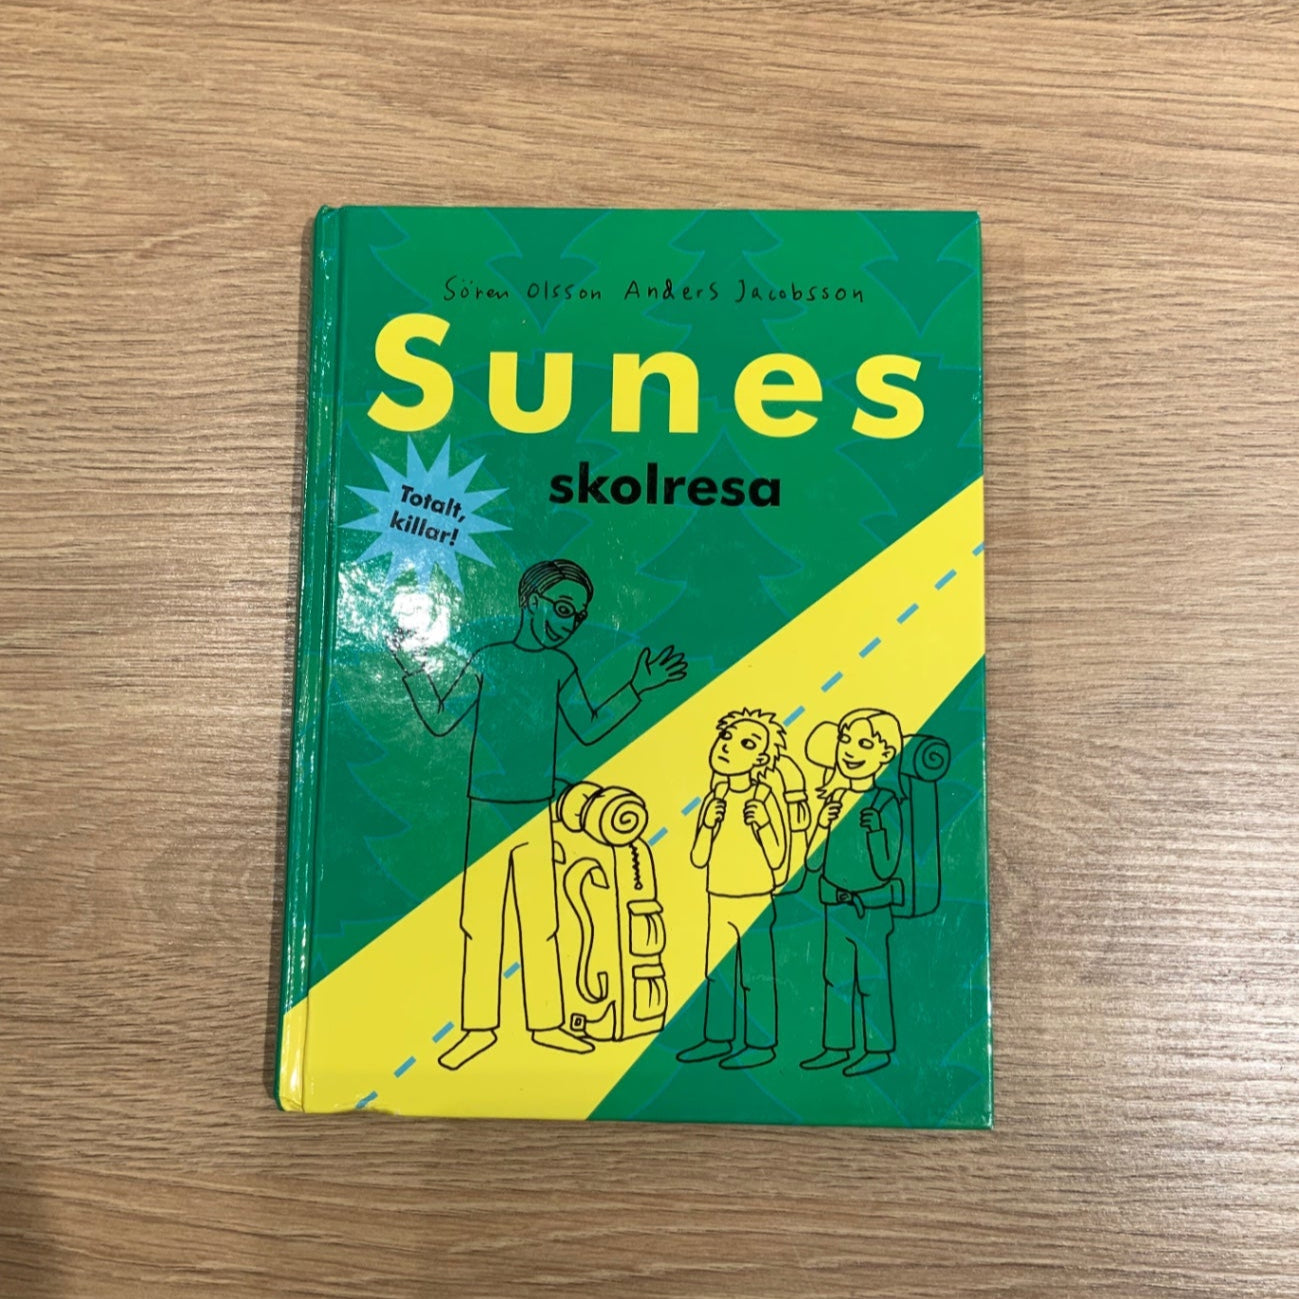 Sören Olsson Anders Jacobsson
Sunes
skolresa
Totalt,
killar!